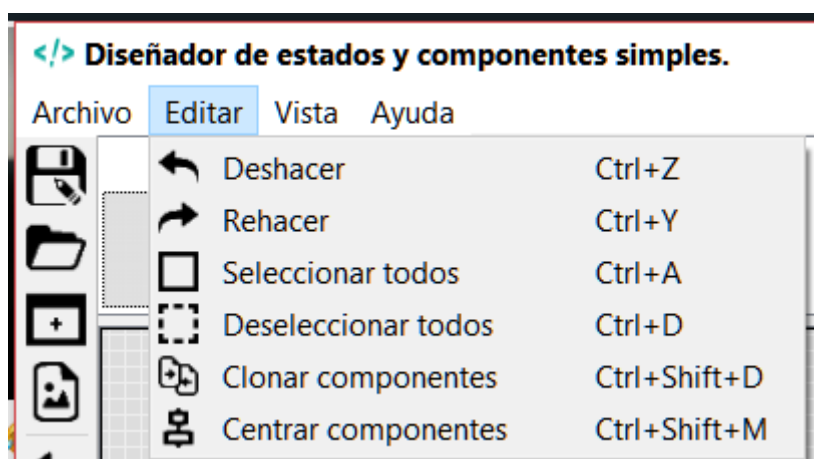 </> Diseñador de estados y componentes simples.
Archivo Editar Vista Ayuda
Deshacer Ctrl+Z
Rehacer Ctrl+Y
Seleccionar todos Ctrl+A
Deseleccionar todos Ctrl+D
Clonar componentes Ctrl+Shift+D
Centrar componentes Ctrl+Shift+M